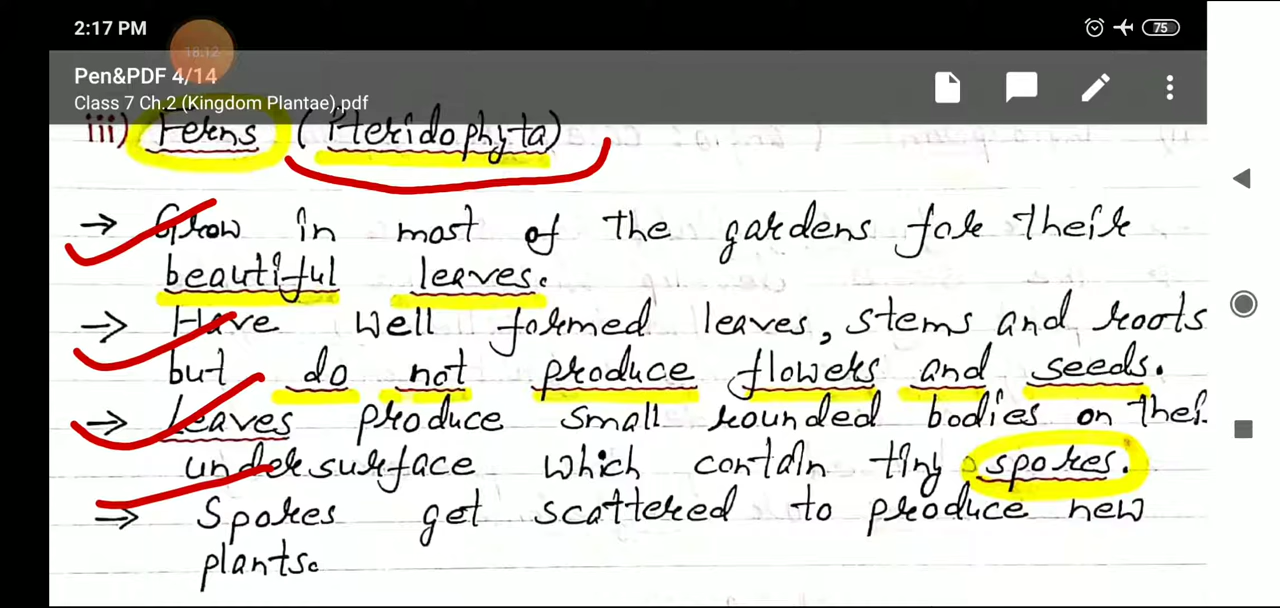 2:17 PM
75
18.12
Pen&PDF 4/14
Class 7 Ch.2 (Kingdom Plantae).pdf
iii) Ferns (Pteridophyta)
→ Grow in most of the gardens for their
beautiful leaves.
→ Have well formed leaves, stems and roots
but do not produce flowers and seeds.
→ Leaves produce small rounded bodies on thei
undersurface which contain tiny spores.
→ Spores get scattered to produce new
plants.